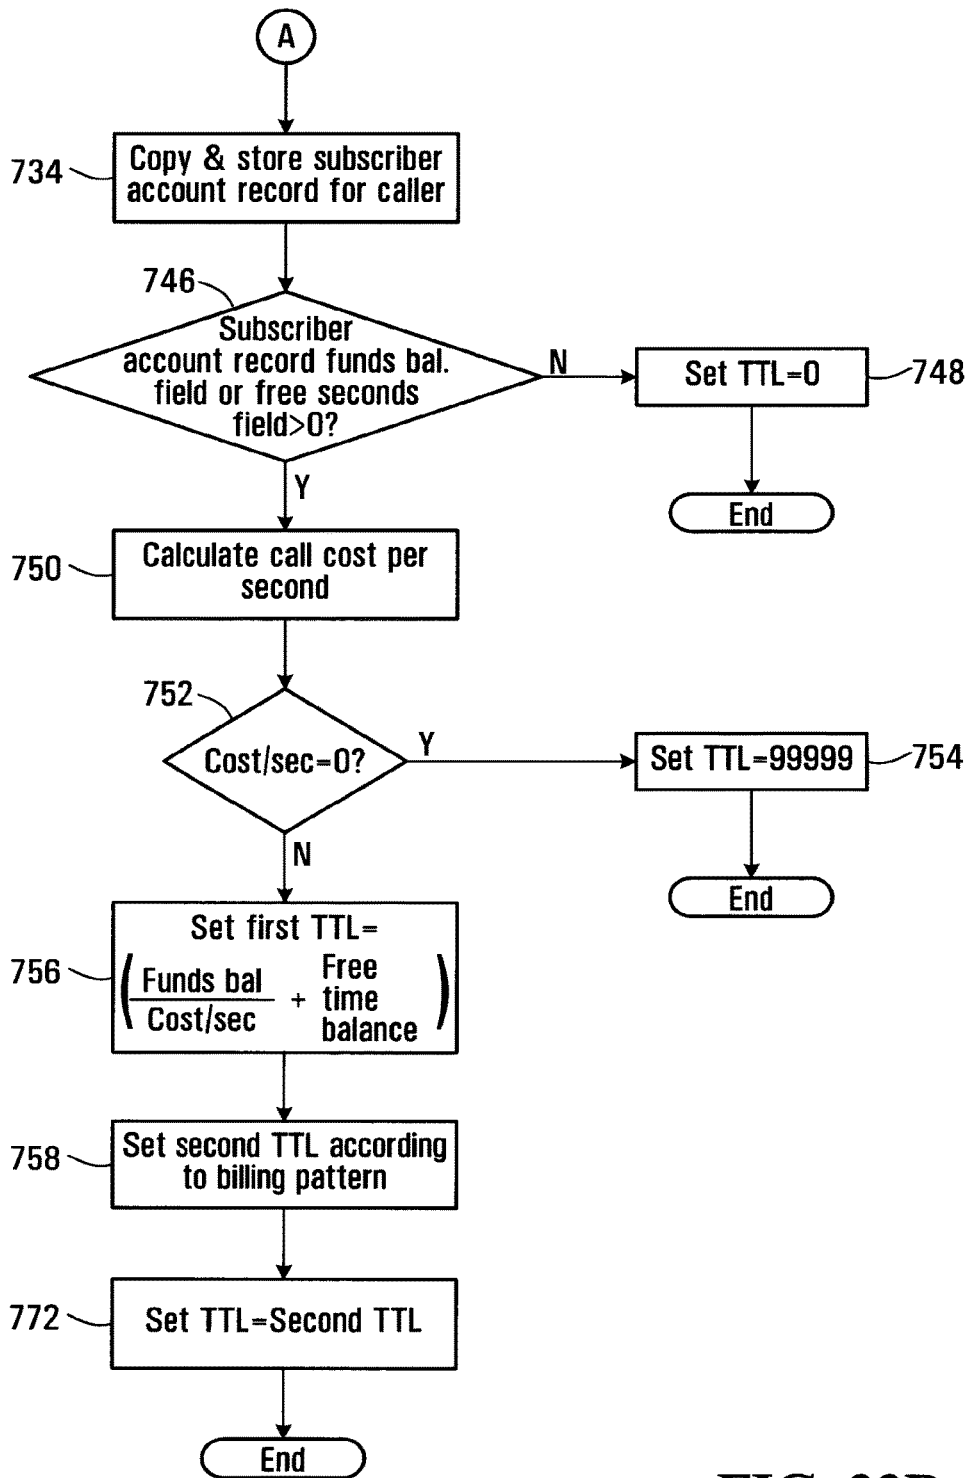 A
734
Copy & store subscriber
account record for caller
746
Subscriber
account record funds bal.
field or free seconds
field>0?
N
Set TTL=0
748
Y
End
750
Calculate call cost per
second
752
Cost/sec=0?
Y
Set TTL=99999
754
N
End
756
Set first TTL=
( Funds bal / Cost/sec + Free time balance )
758
Set second TTL according
to billing pattern
772
Set TTL=Second TTL
End